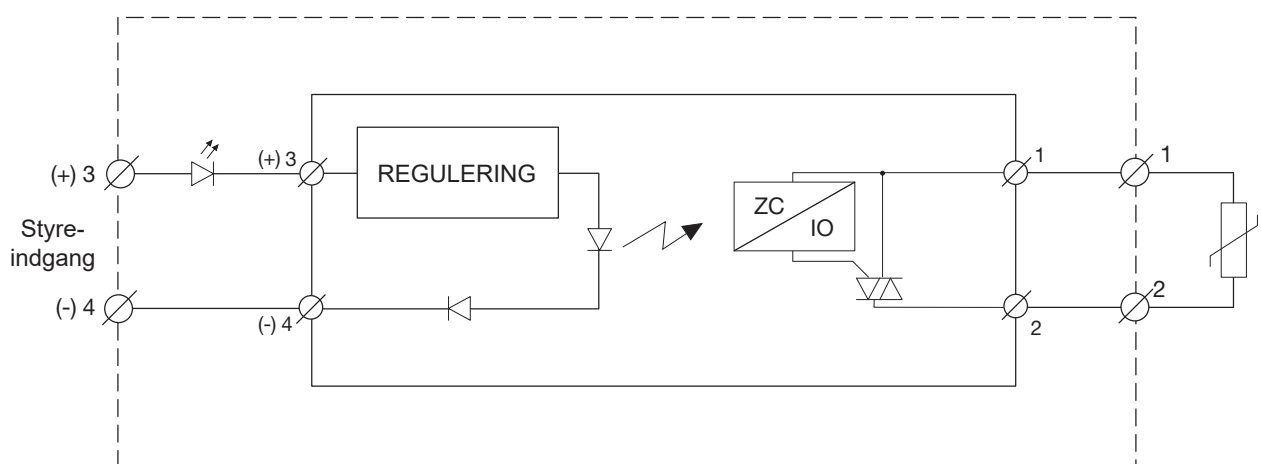 (+) 3
(+) 3
REGULERING
ZC
IO
1
1
Styre-
indgang
(-) 4
(-) 4
2
2